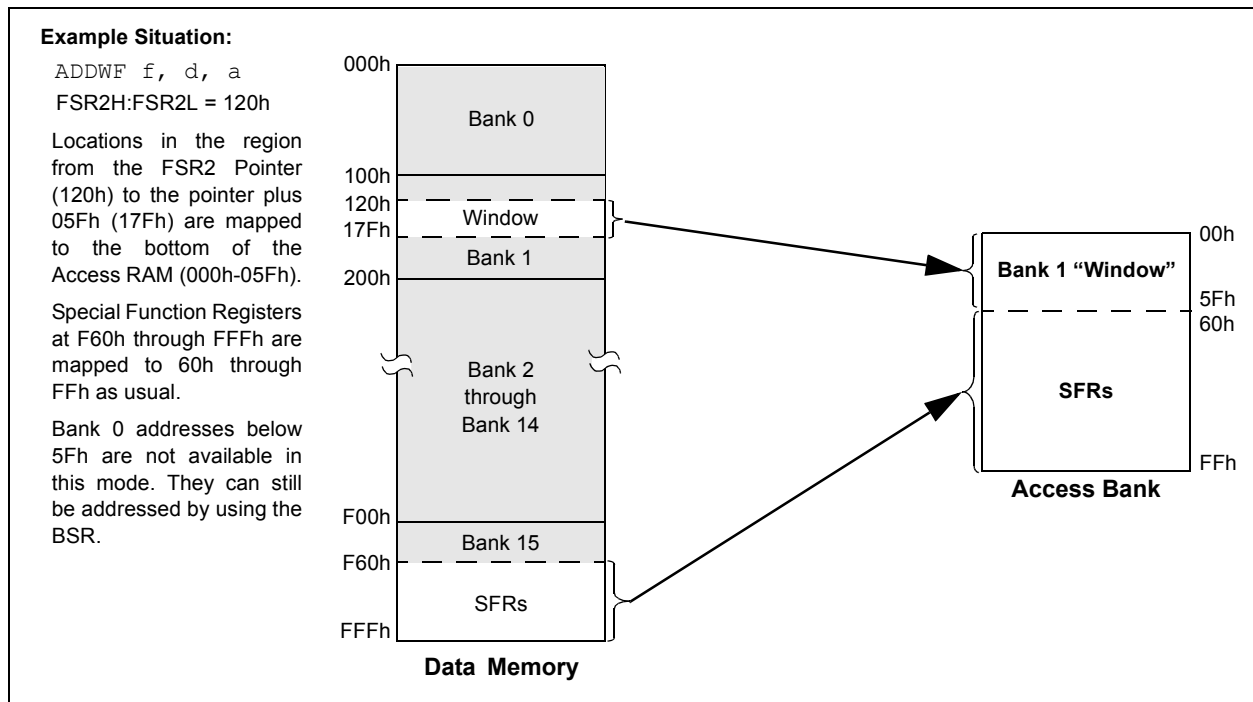 Example Situation:
ADDWF f, d, a
FSR2H:FSR2L = 120h
Locations in the region
from the FSR2 Pointer
(120h) to the pointer plus
05Fh (17Fh) are mapped
to the bottom of the
Access RAM (000h-05Fh).
Special Function Registers
at F60h through FFFh are
mapped to 60h through
FFh as usual.
Bank 0 addresses below
5Fh are not available in
this mode. They can still
be addressed by using the
BSR.
000h
Bank 0
100h
120h
Window
17Fh
Bank 1
200h
Bank 2
through
Bank 14
F00h
Bank 15
F60h
SFRs
FFFh
Data Memory
00h
Bank 1 “Window”
5Fh
60h
SFRs
FFh
Access Bank